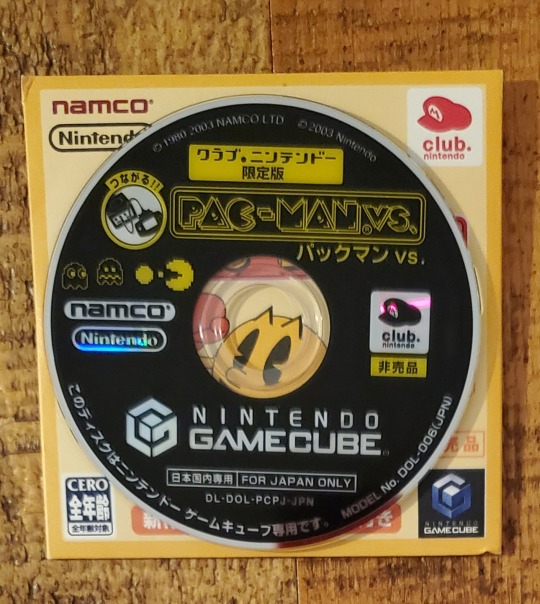 namco
Nintendo
club.
nintendo
© 1980 2003 NAMCO LTD © 2003 Nintendo
クラブ・ニンテンドー
限定版
つながる!!
PAC-MAN VS.
パックマン vs.
namco
Nintendo
club.
nintendo
非売品
NINTENDO
GAMECUBE
日本国内専用 FOR JAPAN ONLY
DL-DOL-PCPJ-JPN
このディスクはニンテンドー ゲームキューブ専用です。 MODEL No. DOL-006(JPN)
売品
CERO
全年齢
全年齢対象
NINTENDO
GAMECUBE